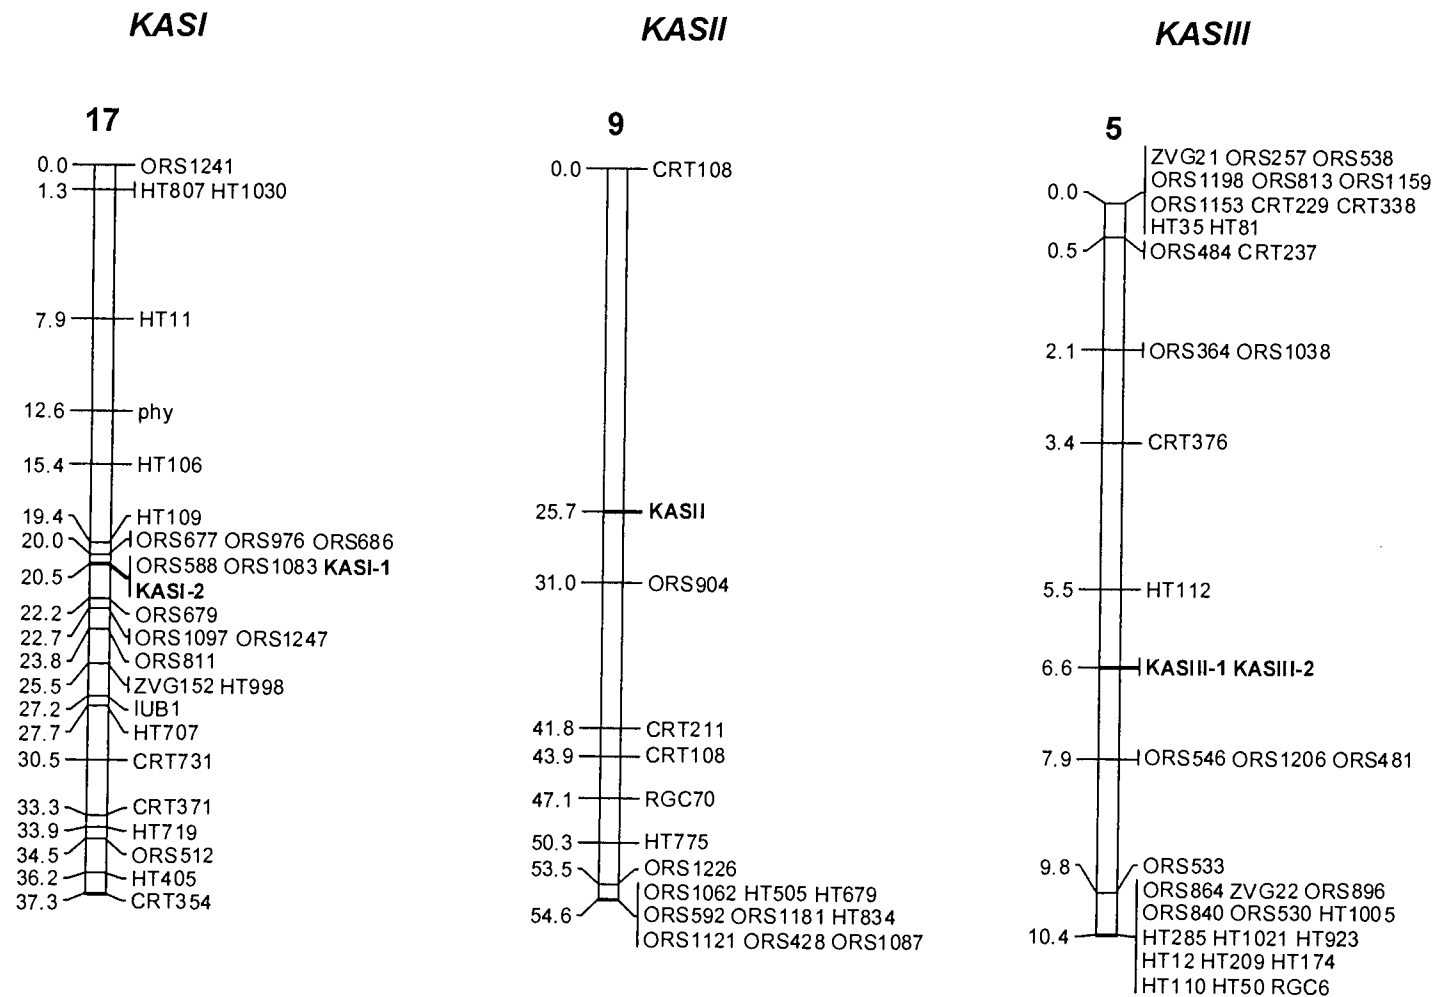 KASI
17
0.0 ORS1241
1.3 HT807 HT1030
7.9 HT11
12.6 phy
15.4 HT106
19.4 HT109
20.0 ORS677 ORS976 ORS686
20.5 ORS588 ORS1083 KASI-1
KASI-2
22.2 ORS679
22.7 ORS1097 ORS1247
23.8 ORS811
25.5 ZVG152 HT998
27.2 IUB1
27.7 HT707
30.5 CRT731
33.3 CRT371
33.9 HT719
34.5 ORS512
36.2 HT405
37.3 CRT354
KASII
9
0.0 CRT108
25.7 KASII
31.0 ORS904
41.8 CRT211
43.9 CRT108
47.1 RGC70
50.3 HT775
53.5 ORS1226
ORS1062 HT505 HT679
54.6 ORS592 ORS1181 HT834
ORS1121 ORS428 ORS1087
KASIII
5
ZVG21 ORS257 ORS538
0.0 ORS1198 ORS813 ORS1159
ORS1153 CRT229 CRT338
HT35 HT81
0.5 ORS484 CRT237
2.1 ORS364 ORS1038
3.4 CRT376
5.5 HT112
6.6 KASIII-1 KASIII-2
7.9 ORS546 ORS1206 ORS481
9.8 ORS533
ORS864 ZVG22 ORS896
ORS840 ORS530 HT1005
10.4 HT285 HT1021 HT923
HT12 HT209 HT174
HT110 HT50 RGC6